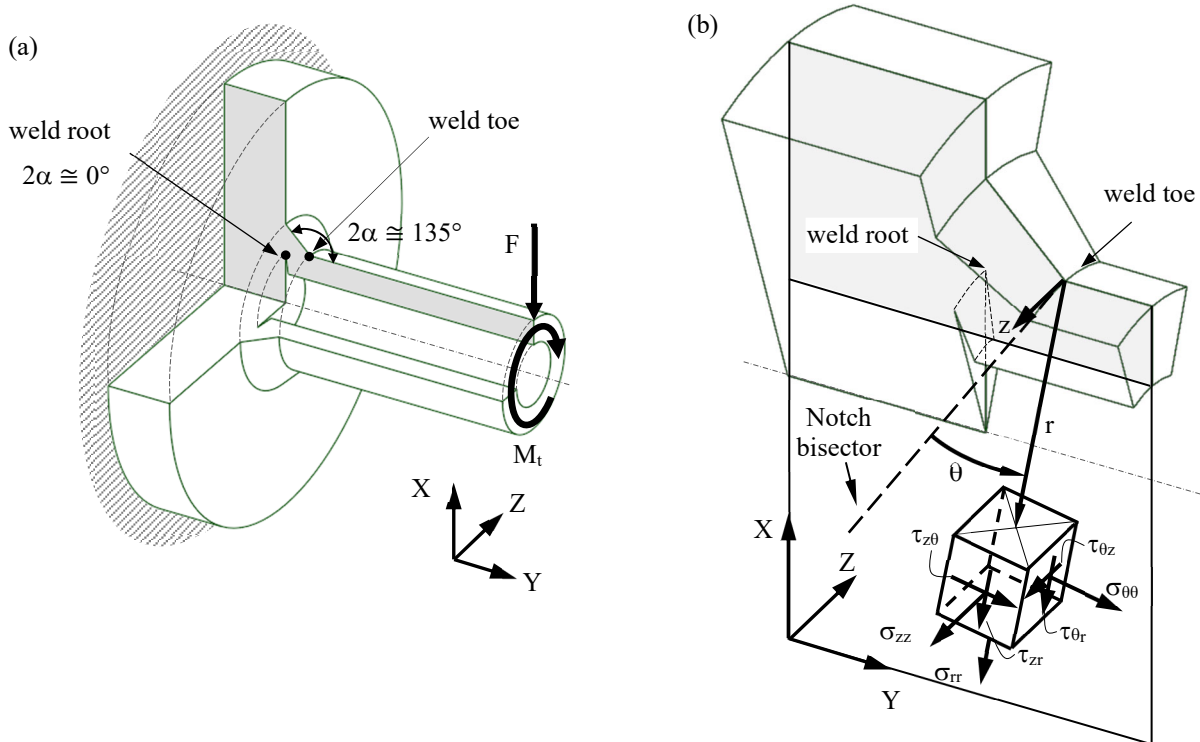 (a)
weld root
2α ≅ 0°
weld toe
2α ≅ 135°
F
Mt
X
Z
Y
(b)
weld toe
weld root
z
r
Notch
bisector
θ
X
Z
Y
τzθ
τθz
σθθ
τθr
σzz
τzr
σrr